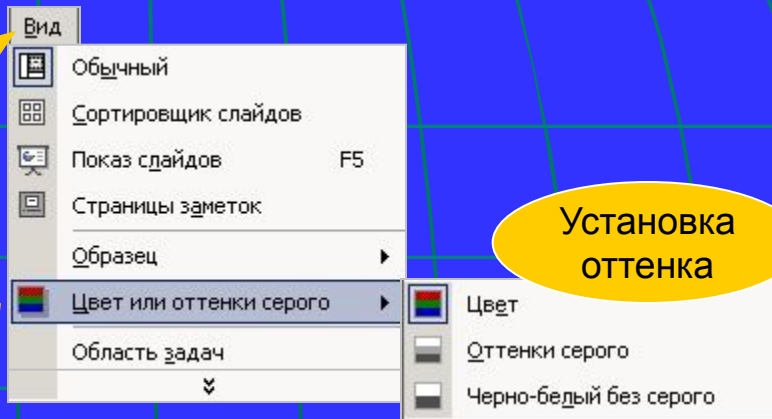 Вид
Обычный
Сортировщик слайдов
Показ слайдов F5
Страницы заметок
Образец
Цвет или оттенки серого
Область задач
Установка
оттенка
Цвет
Оттенки серого
Черно-белый без серого